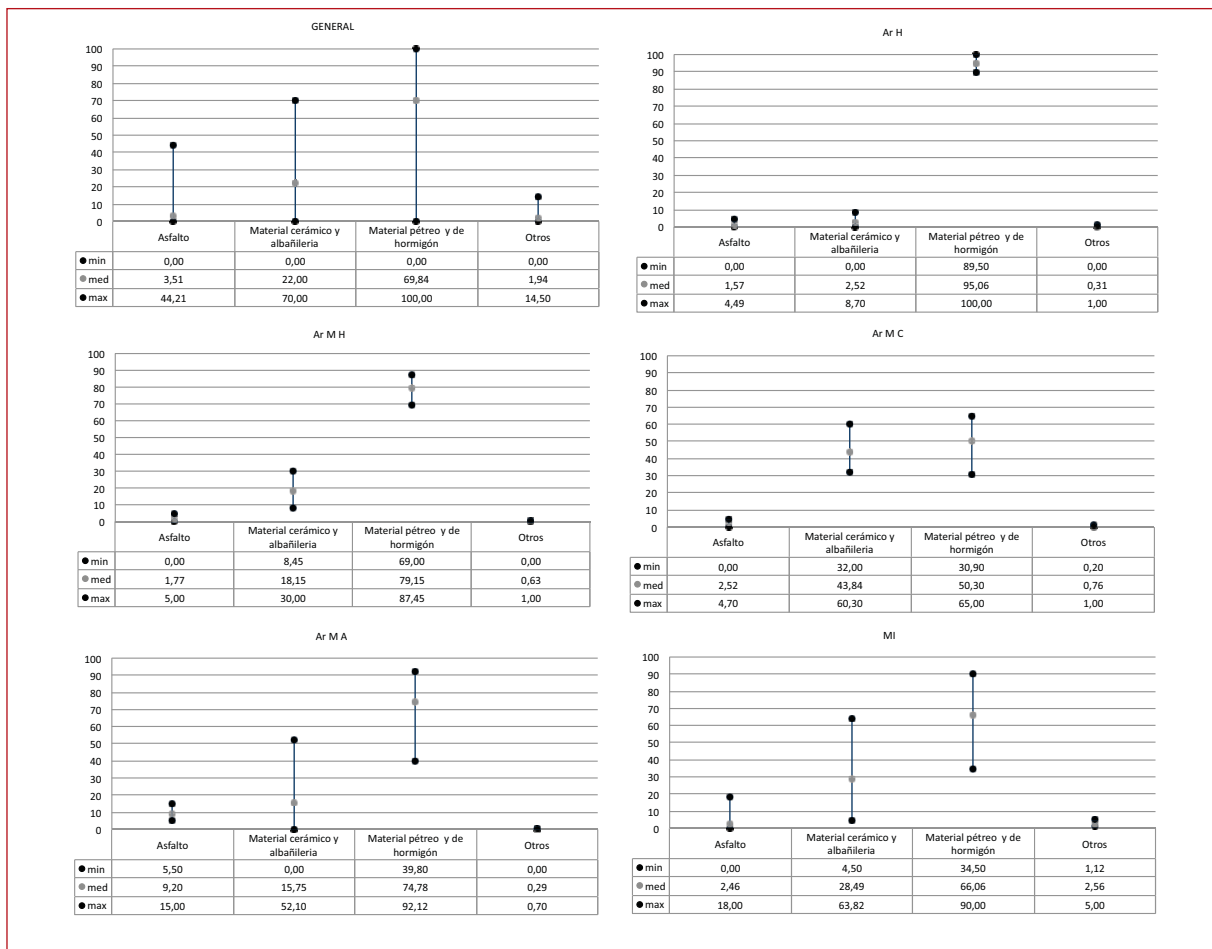 GENERAL
100
90
80
70
60
50
40
30
20
10
0
Asfalto Material cerámico y albañileria Material pétreo y de hormigón Otros
min 0,00 0,00 0,00 0,00
med 3,51 22,00 69,84 1,94
max 44,21 70,00 100,00 14,50
Ar H
100
90
80
70
60
50
40
30
20
10
0
Asfalto Material cerámico y albañileria Material pétreo y de hormigón Otros
min 0,00 0,00 89,50 0,00
med 1,57 2,52 95,06 0,31
max 4,49 8,70 100,00 1,00
Ar M H
100
90
80
70
60
50
40
30
20
10
0
Asfalto Material cerámico y albañileria Material pétreo y de hormigón Otros
min 0,00 8,45 69,00 0,00
med 1,77 18,15 79,15 0,63
max 5,00 30,00 87,45 1,00
Ar M C
100
90
80
70
60
50
40
30
20
10
0
Asfalto Material cerámico y albañileria Material pétreo y de hormigón Otros
min 0,00 32,00 30,90 0,20
med 2,52 43,84 50,30 0,76
max 4,70 60,30 65,00 1,00
Ar M A
100
90
80
70
60
50
40
30
20
10
0
Asfalto Material cerámico y albañileria Material pétreo y de hormigón Otros
min 5,50 0,00 39,80 0,00
med 9,20 15,75 74,78 0,29
max 15,00 52,10 92,12 0,70
MI
100
90
80
70
60
50
40
30
20
10
0
Asfalto Material cerámico y albañileria Material pétreo y de hormigón Otros
min 0,00 4,50 34,50 1,12
med 2,46 28,49 66,06 2,56
max 18,00 63,82 90,00 5,00